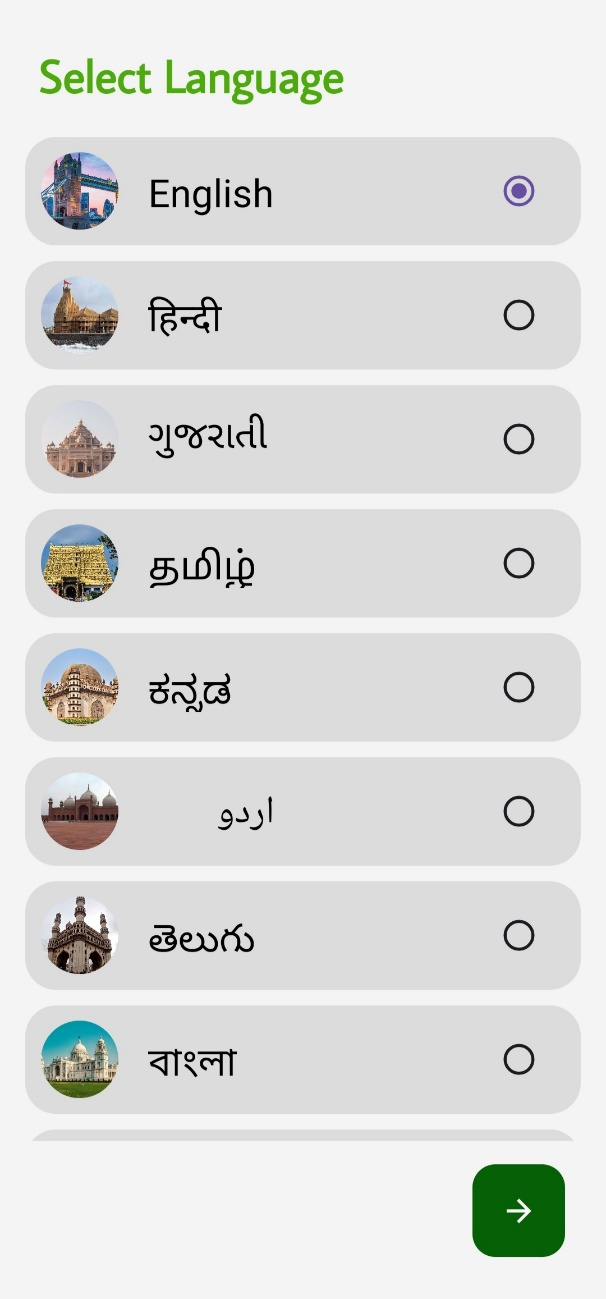 Select Language
English
हिन्दी
ગુજરાતી
தமிழ்
ಕನ್ನಡ
اردو
తెలుగు
বাংলা